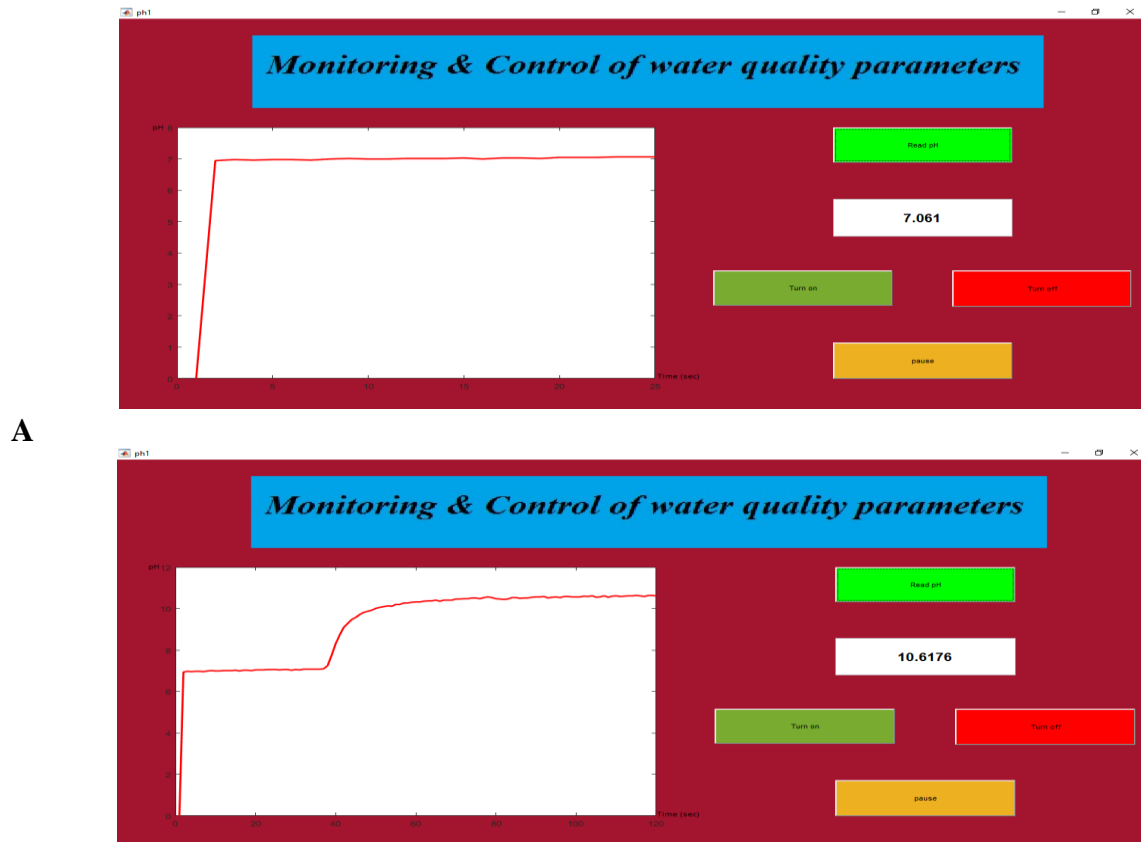 ph1
Monitoring & Control of water quality parameters
pH
8
7
6
5
4
3
2
1
0
0 5 10 15 20 25
Time (sec)
Read pH
7.061
Turn on
Turn off
pause
A
ph1
Monitoring & Control of water quality parameters
pH
12
10
8
6
4
2
0
0 20 40 60 80 100 120
Time (sec)
Read pH
10.6176
Turn on
Turn off
pause